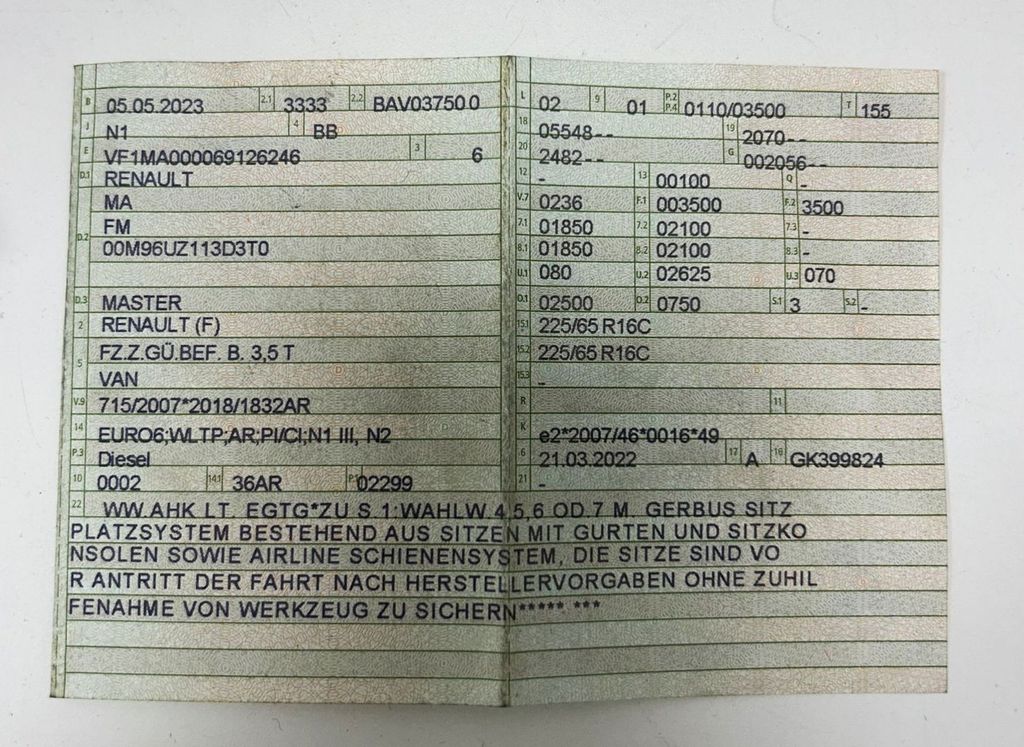 B 05.05.2023 2.1 3333 2.2 BAV037500
J N1 4 BB
E VF1MA000069126246 3 6
D.1 RENAULT
MA
FM
D.2 00M96UZ113D3T0
D.3 MASTER
2 RENAULT (F)
5 FZ.Z.GÜ.BEF. B. 3,5 T
VAN
V.9 715/2007*2018/1832AR
14 EURO6;WLTP;AR;PI/CI;N1 III, N2
P.3 Diesel
10 0002 14.1 36AR P.1 02299
L 02 9 01 P.2 P.4 0110/03500 T 155
18 05548-- 19 2070--
20 2482-- G 002056--
12 - 13 00100 Q -
V.7 0236 F.1 003500 F.2 3500
7.1 01850 7.2 02100 7.3 -
8.1 01850 8.2 02100 8.3 -
U.1 080 U.2 02625 U.3 070
O.1 02500 O.2 0750 S.1 3 S.2 -
15.1 225/65 R16C
15.2 225/65 R16C
15.3 -
R 11
K e2*2007/46*0016*49
6 21.03.2022 17 A 16 GK399824
21 -
22 WW.AHK LT. EGTG*ZU S.1:WAHLW.4,5,6 OD.7 M. GERBUS SITZ
PLATZSYSTEM BESTEHEND AUS SITZEN MIT GURTEN UND SITZKO
NSOLEN SOWIE AIRLINE SCHIENENSYSTEM, DIE SITZE SIND VO
R ANTRITT DER FAHRT NACH HERSTELLERVORGABEN OHNE ZUHIL
FENAHME VON WERKZEUG ZU SICHERN***** ***